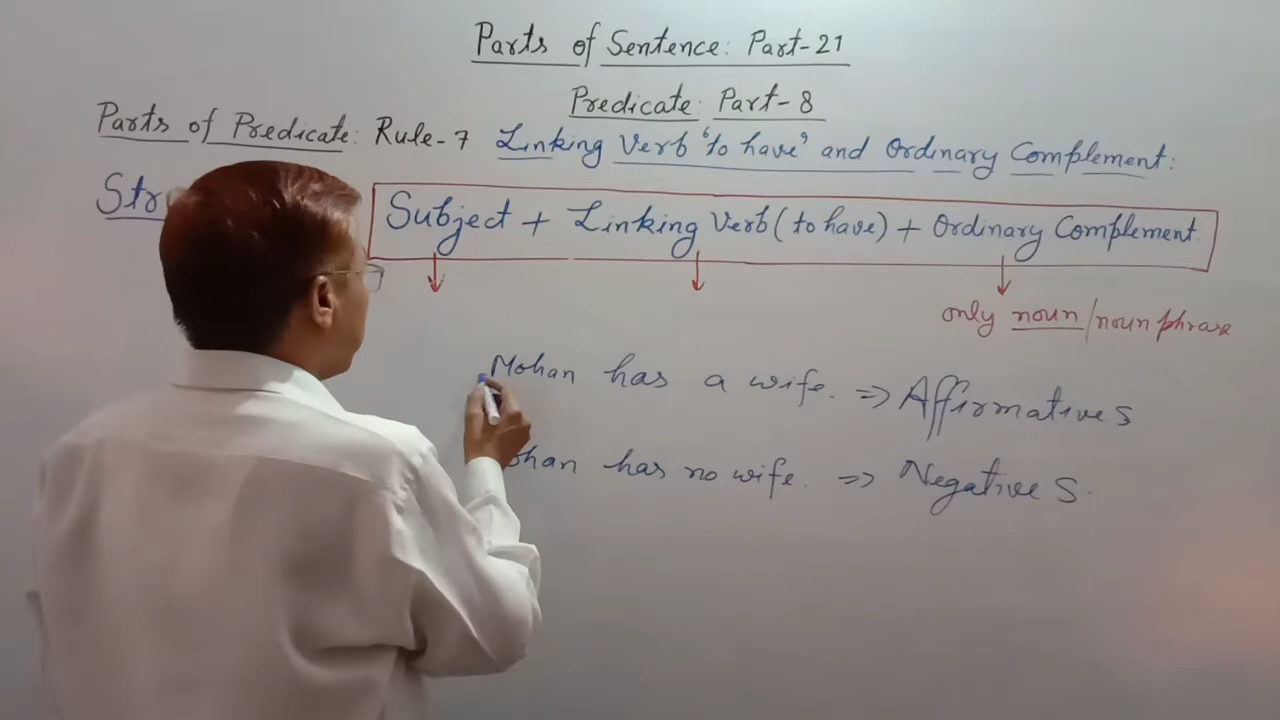 Parts of Sentence: Part-21
Predicate: Part-8
Parts of Predicate: Rule-7 Linking Verb 'to have' and Ordinary Complement:
Subject + Linking Verb (to have) + Ordinary Complement.
only noun/noun phrase
Mohan has a wife. => Affirmative S
has no wife. => Negative S.